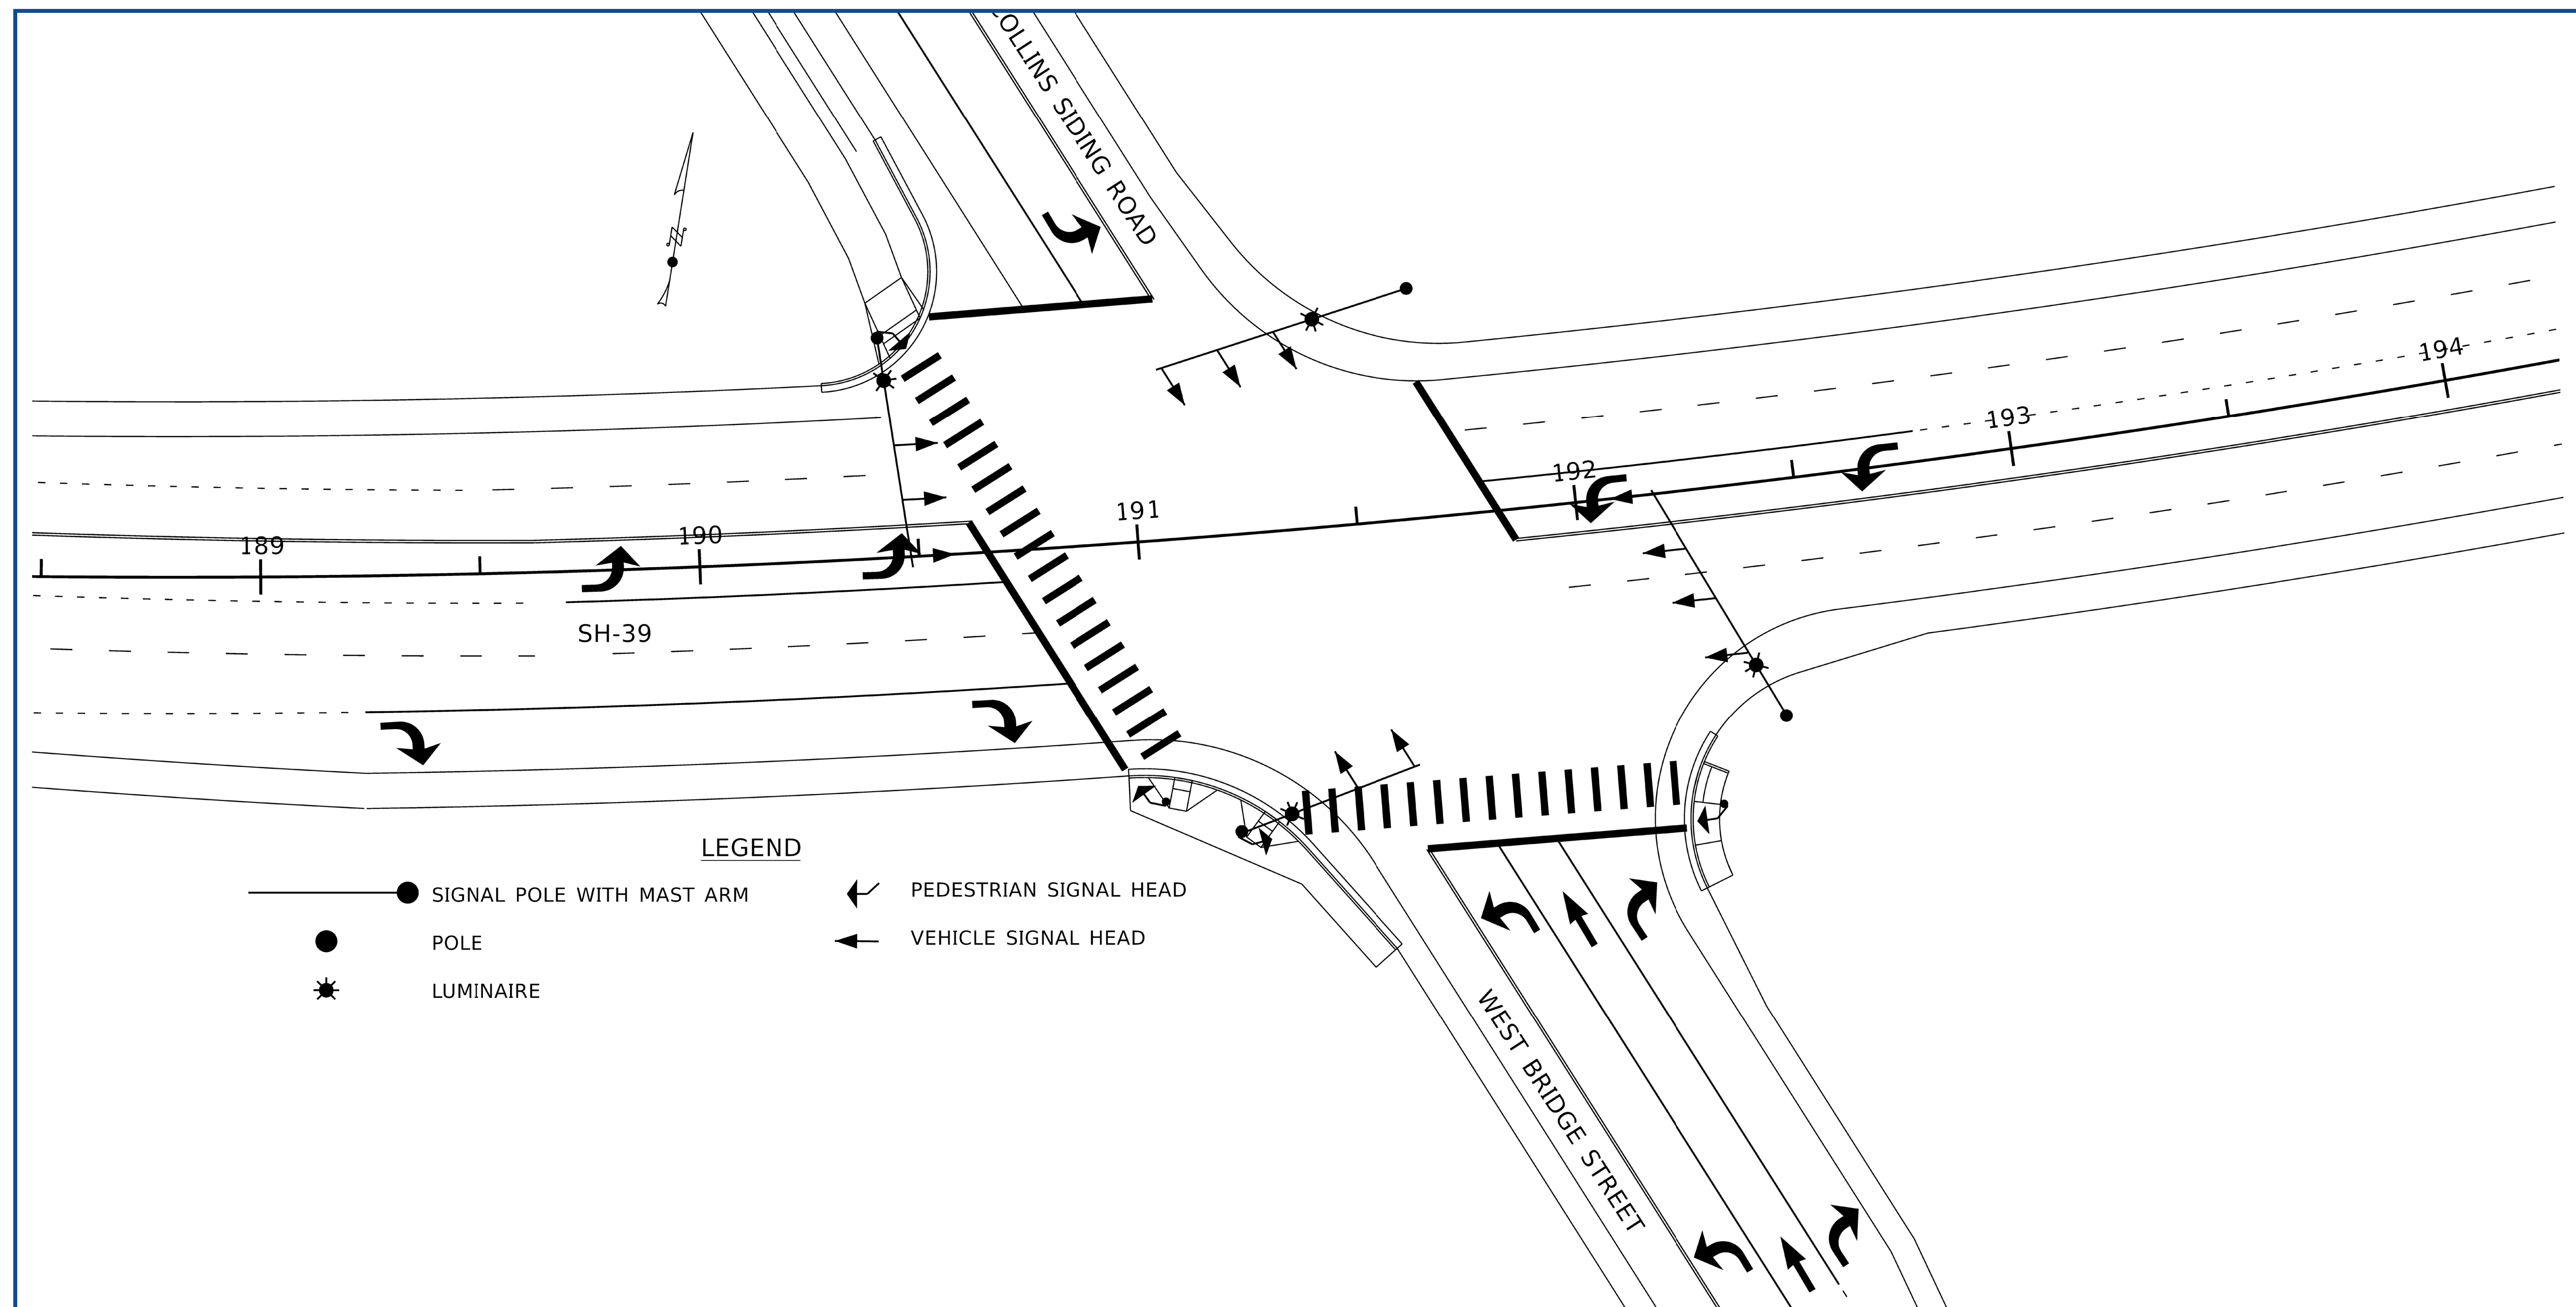 OLLINS SIDING ROAD
N
194
193
192
191
190
189
SH-39
LEGEND
SIGNAL POLE WITH MAST ARM
PEDESTRIAN SIGNAL HEAD
POLE
VEHICLE SIGNAL HEAD
LUMINAIRE
WEST BRIDGE STREET